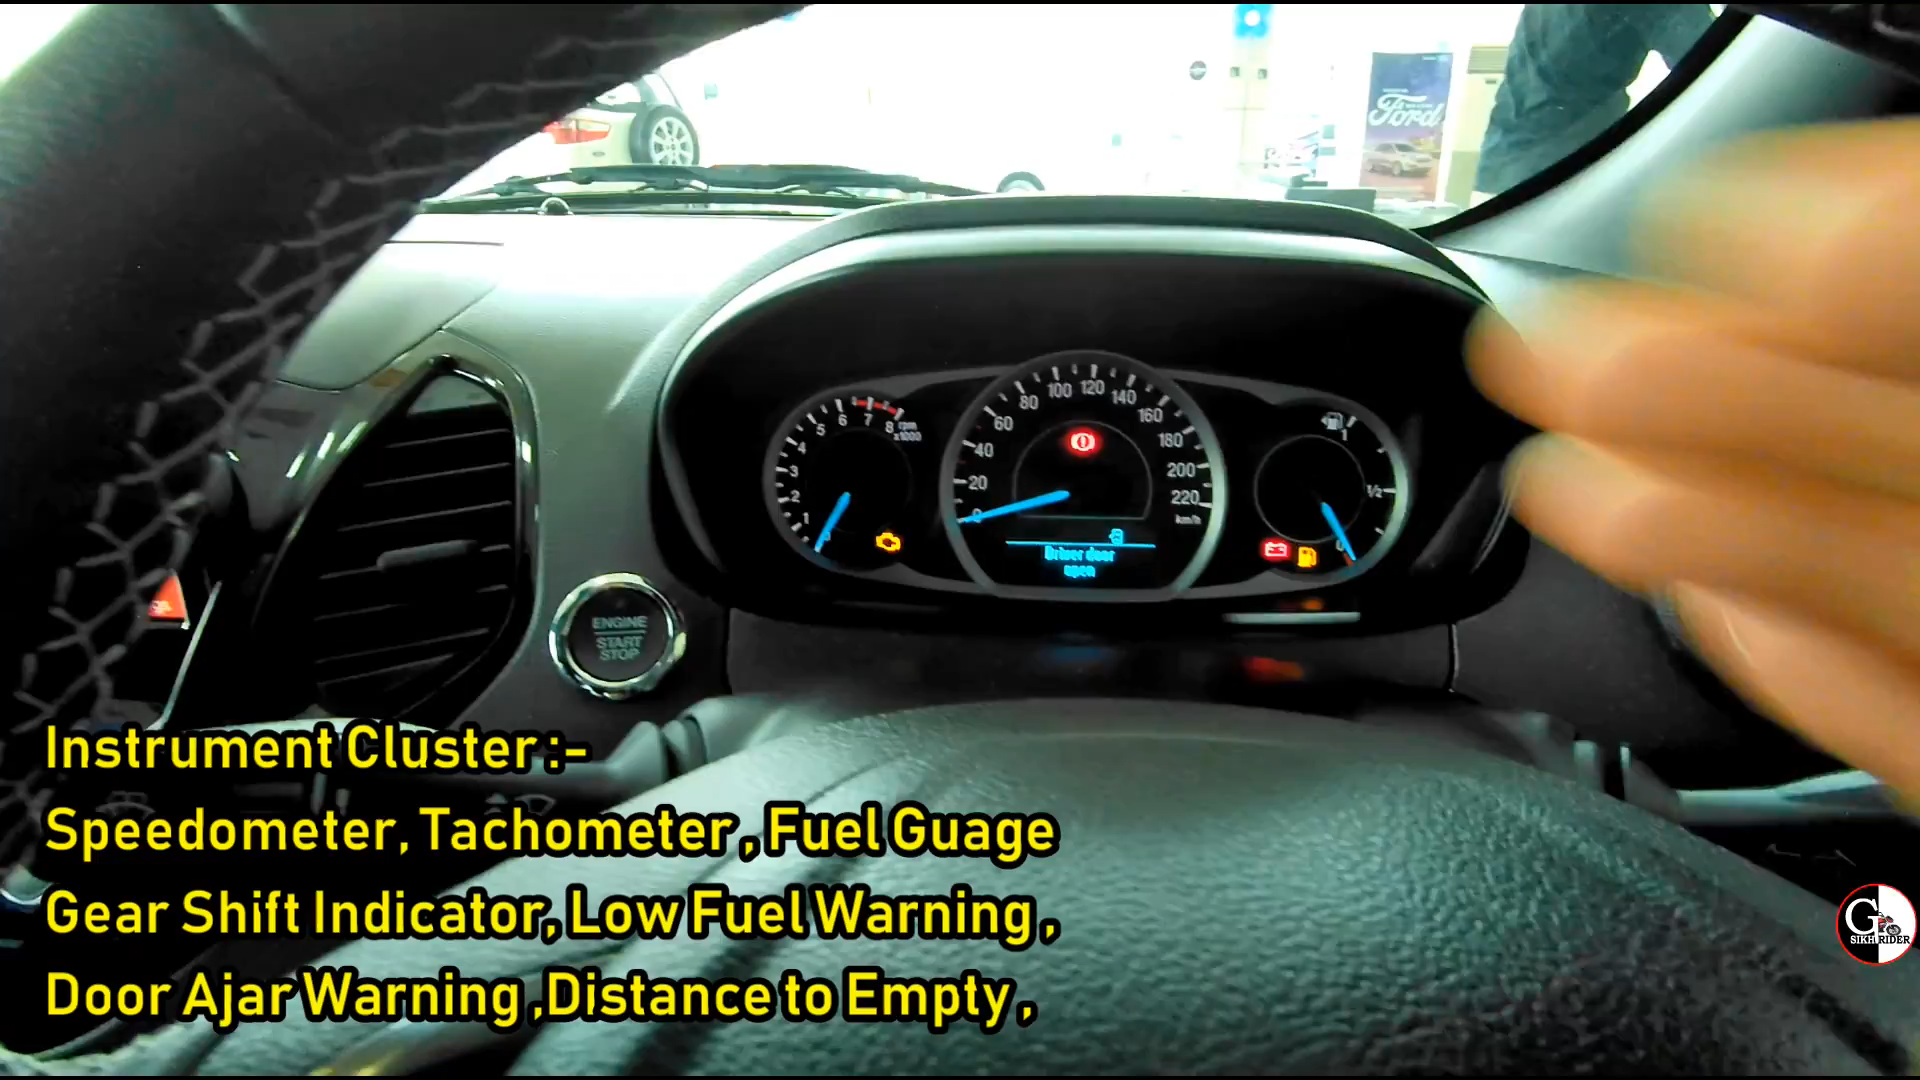 Ford
100 120
80 140
60 160
40 180
20 200
0 220
km/h
6 7 8
5 rpm
4 x1000
3
2
1
1
1/2
0
Driver door
open
ENGINE
START
STOP
Instrument Cluster :-
Speedometer, Tachometer , Fuel Guage
Gear Shift Indicator, Low Fuel Warning ,
Door Ajar Warning ,Distance to Empty ,
G
SIKH RIDER